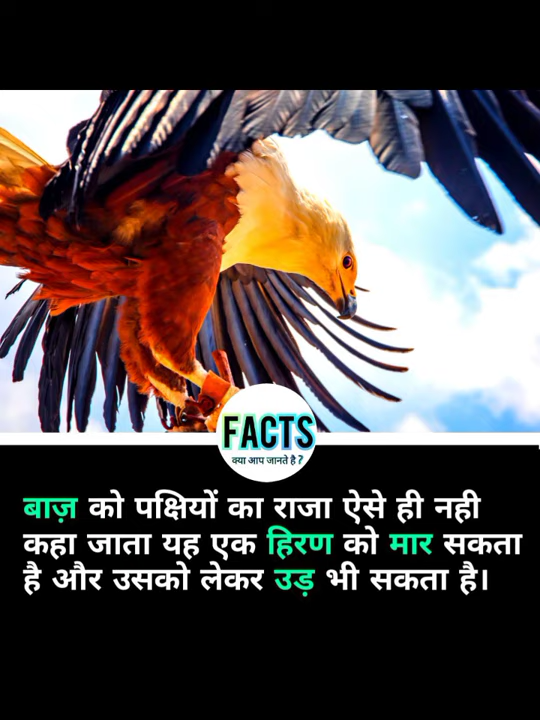 FACTS
क्या आप जानते है ?
बाज़ को पक्षियों का राजा ऐसे ही नही
कहा जाता यह एक हिरण को मार सकता
है और उसको लेकर उड़ भी सकता है।